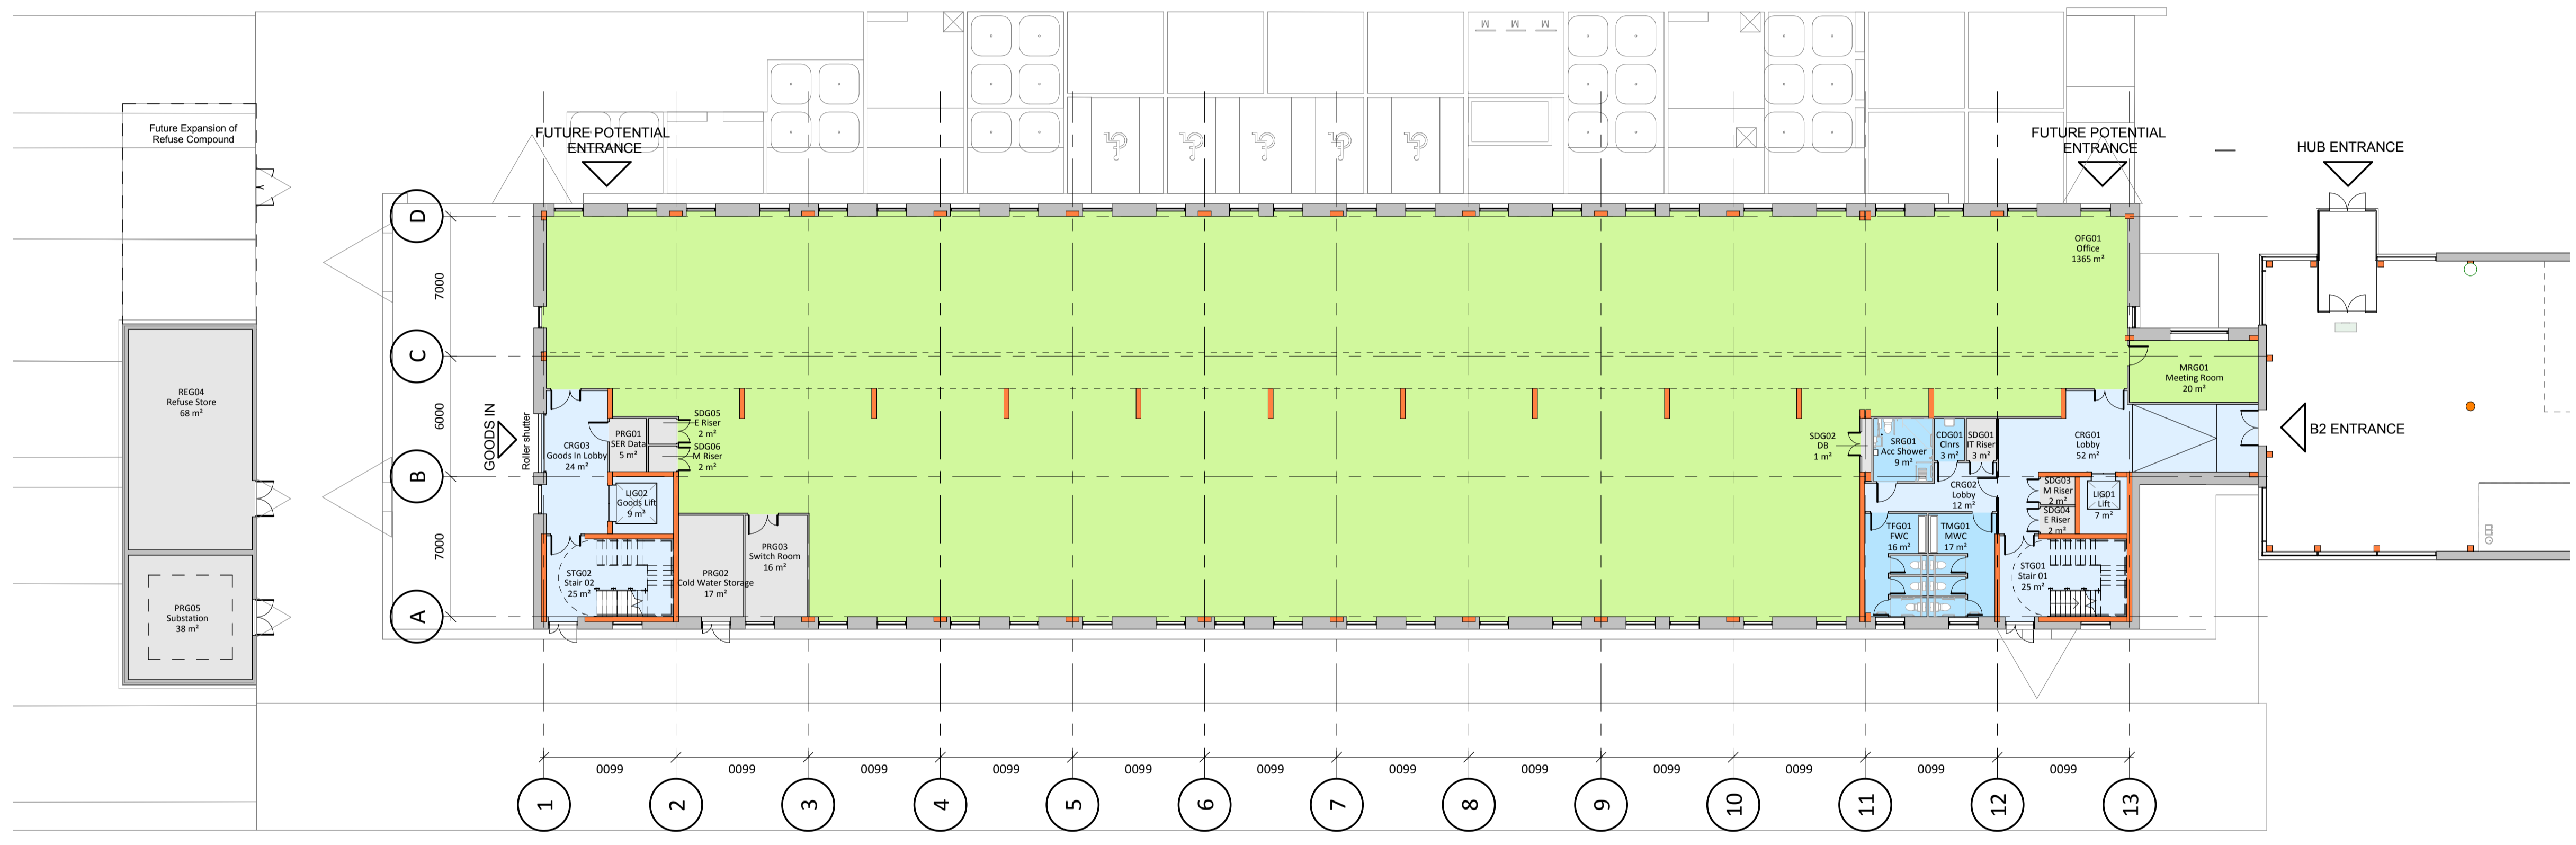 M M M
Future Expansion of
Refuse Compound
FUTURE POTENTIAL
ENTRANCE
FUTURE POTENTIAL
ENTRANCE
HUB ENTRANCE
D
C
B
A
7000
6000
7000
OFG01
Office
1365 m²
MRG01
Meeting Room
20 m²
REG04
Refuse Store
68 m²
PRG05
Substation
38 m²
GOODS IN
Roller shutter
CRG03
Goods In Lobby
24 m²
PRG01
SER Data
5 m²
SDG05
E Riser
2 m²
SDG06
M Riser
2 m²
LIG02
Goods Lift
9 m²
STG02
Stair 02
25 m²
PRG02
Cold Water Storage
17 m²
PRG03
Switch Room
16 m²
SDG02
DB
1 m²
SRG01
Acc Shower
9 m²
CDG01
Clnrs
3 m²
SDG01
IT Riser
3 m²
CRG01
Lobby
52 m²
B2 ENTRANCE
CRG02
Lobby
12 m²
SDG03
M Riser
2 m²
SDG04
E Riser
2 m²
LIG01
Lift
7 m²
TFG01
FWC
16 m²
TMG01
MWC
17 m²
STG01
Stair 01
25 m²
0099 0099 0099 0099 0099 0099 0099 0099 0099 0099 0099 0099
1 2 3 4 5 6 7 8 9 10 11 12 13